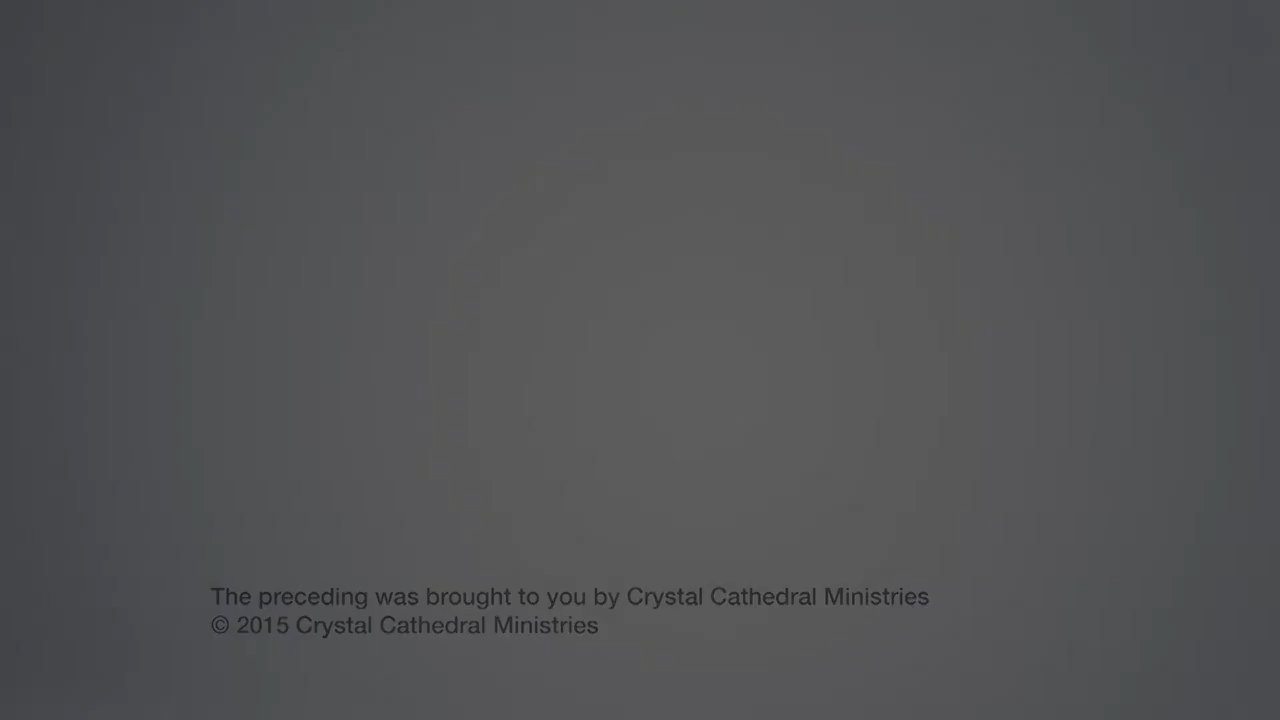 The preceding was brought to you by Crystal Cathedral Ministries
© 2015 Crystal Cathedral Ministries